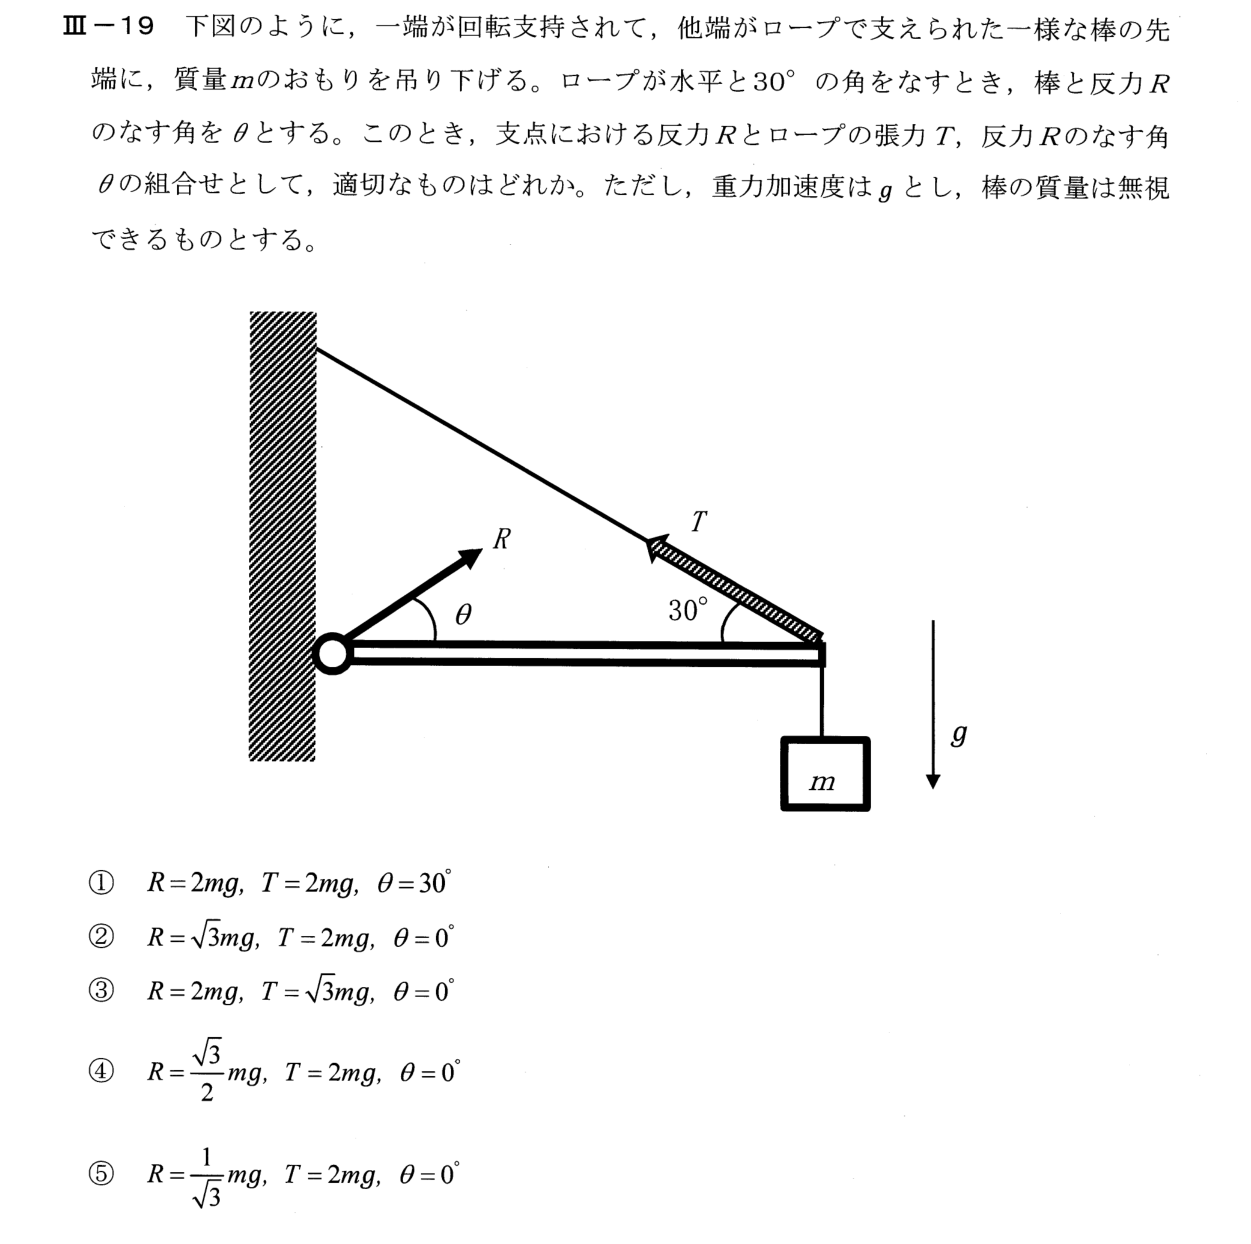 Ⅲ－19　下図のように，一端が回転支持されて，他端がロープで支えられた一様な棒の先
端に，質量mのおもりを吊り下げる。ロープが水平と30°の角をなすとき，棒と反力R
のなす角をθとする。このとき，支点における反力Rとロープの張力T，反力Rのなす角
θの組合せとして，適切なものはどれか。ただし，重力加速度はgとし，棒の質量は無視
できるものとする。
T
R
θ
30°
g
m
① R=2mg, T=2mg, θ=30°
② R=√3mg, T=2mg, θ=0°
③ R=2mg, T=√3mg, θ=0°
④ R=√3/2 mg, T=2mg, θ=0°
⑤ R=1/√3 mg, T=2mg, θ=0°